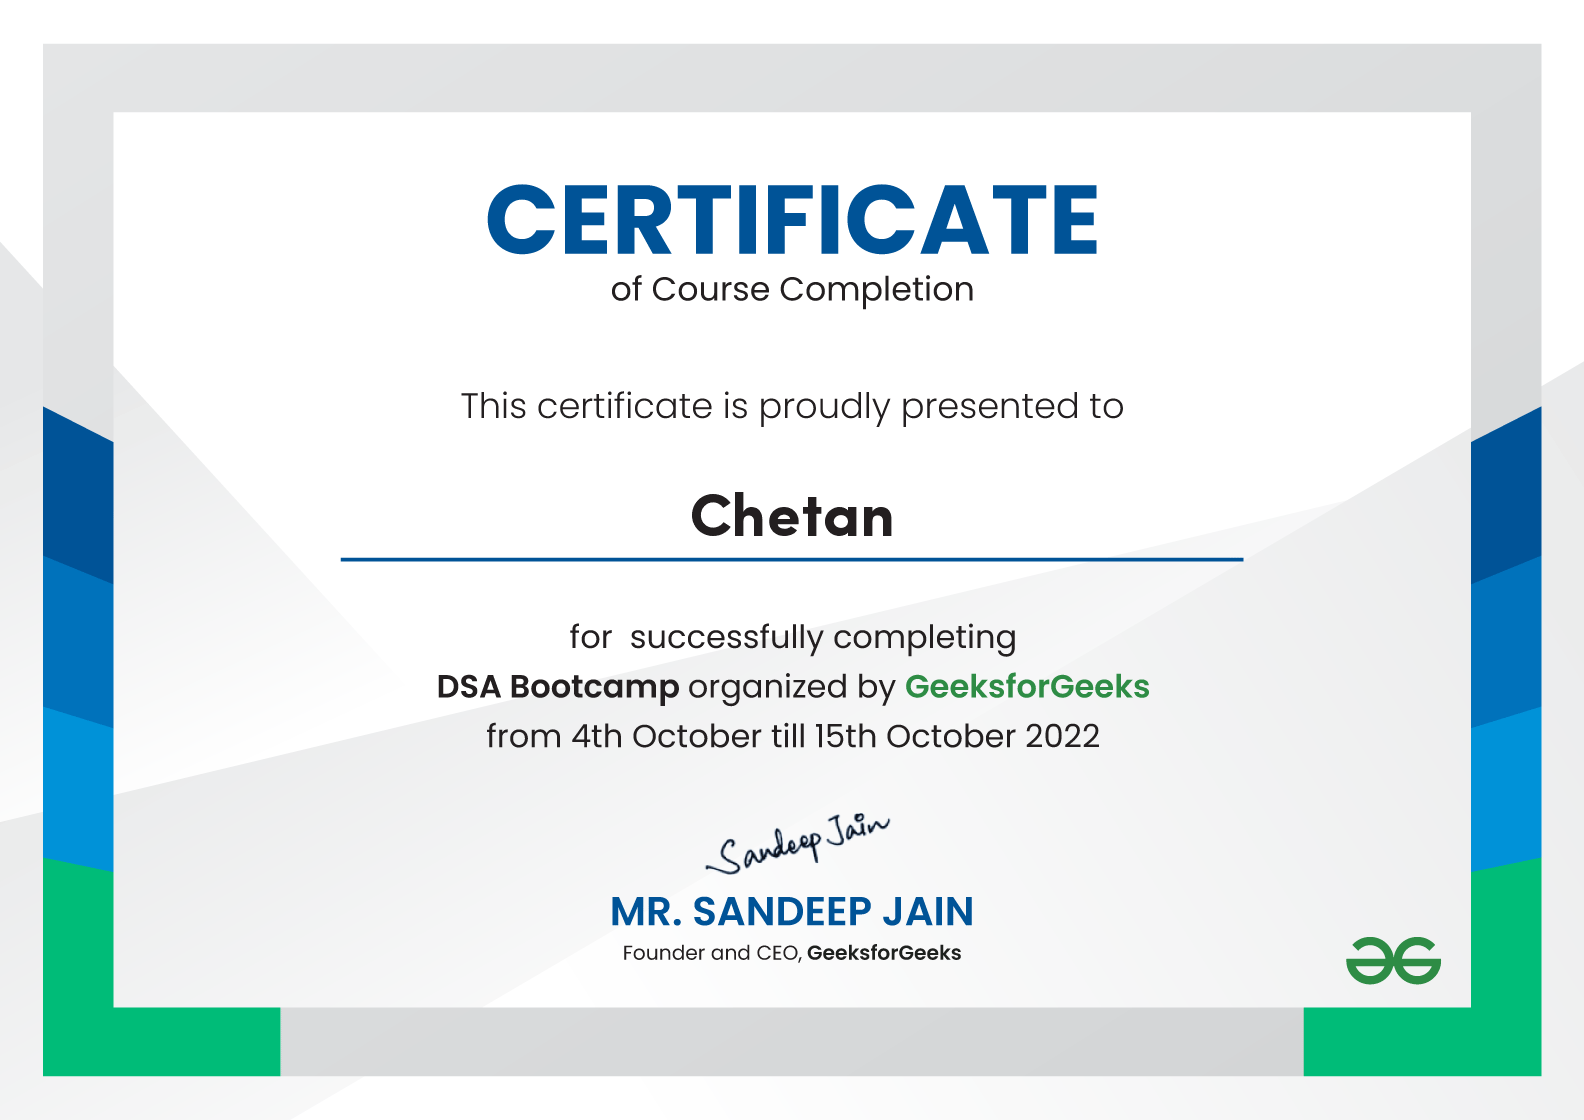 CERTIFICATE
of Course Completion
This certificate is proudly presented to
Chetan
for  successfully completing
DSA Bootcamp organized by GeeksforGeeks
from 4th October till 15th October 2022
Sandeep Jain
MR. SANDEEP JAIN
Founder and CEO, GeeksforGeeks